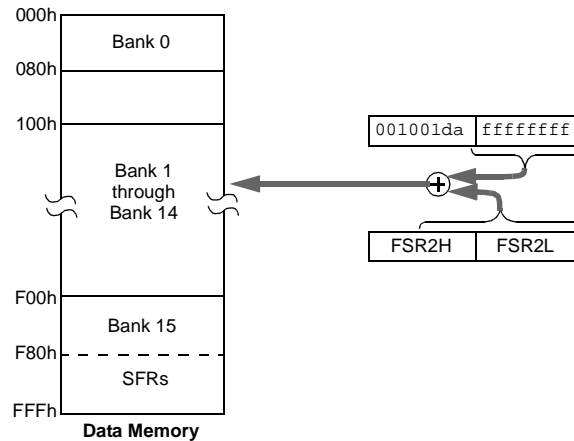 000h
Bank 0
080h
100h
001001da ffffffff
Bank 1
through
Bank 14
FSR2H FSR2L
F00h
Bank 15
F80h
SFRs
FFFh
Data Memory